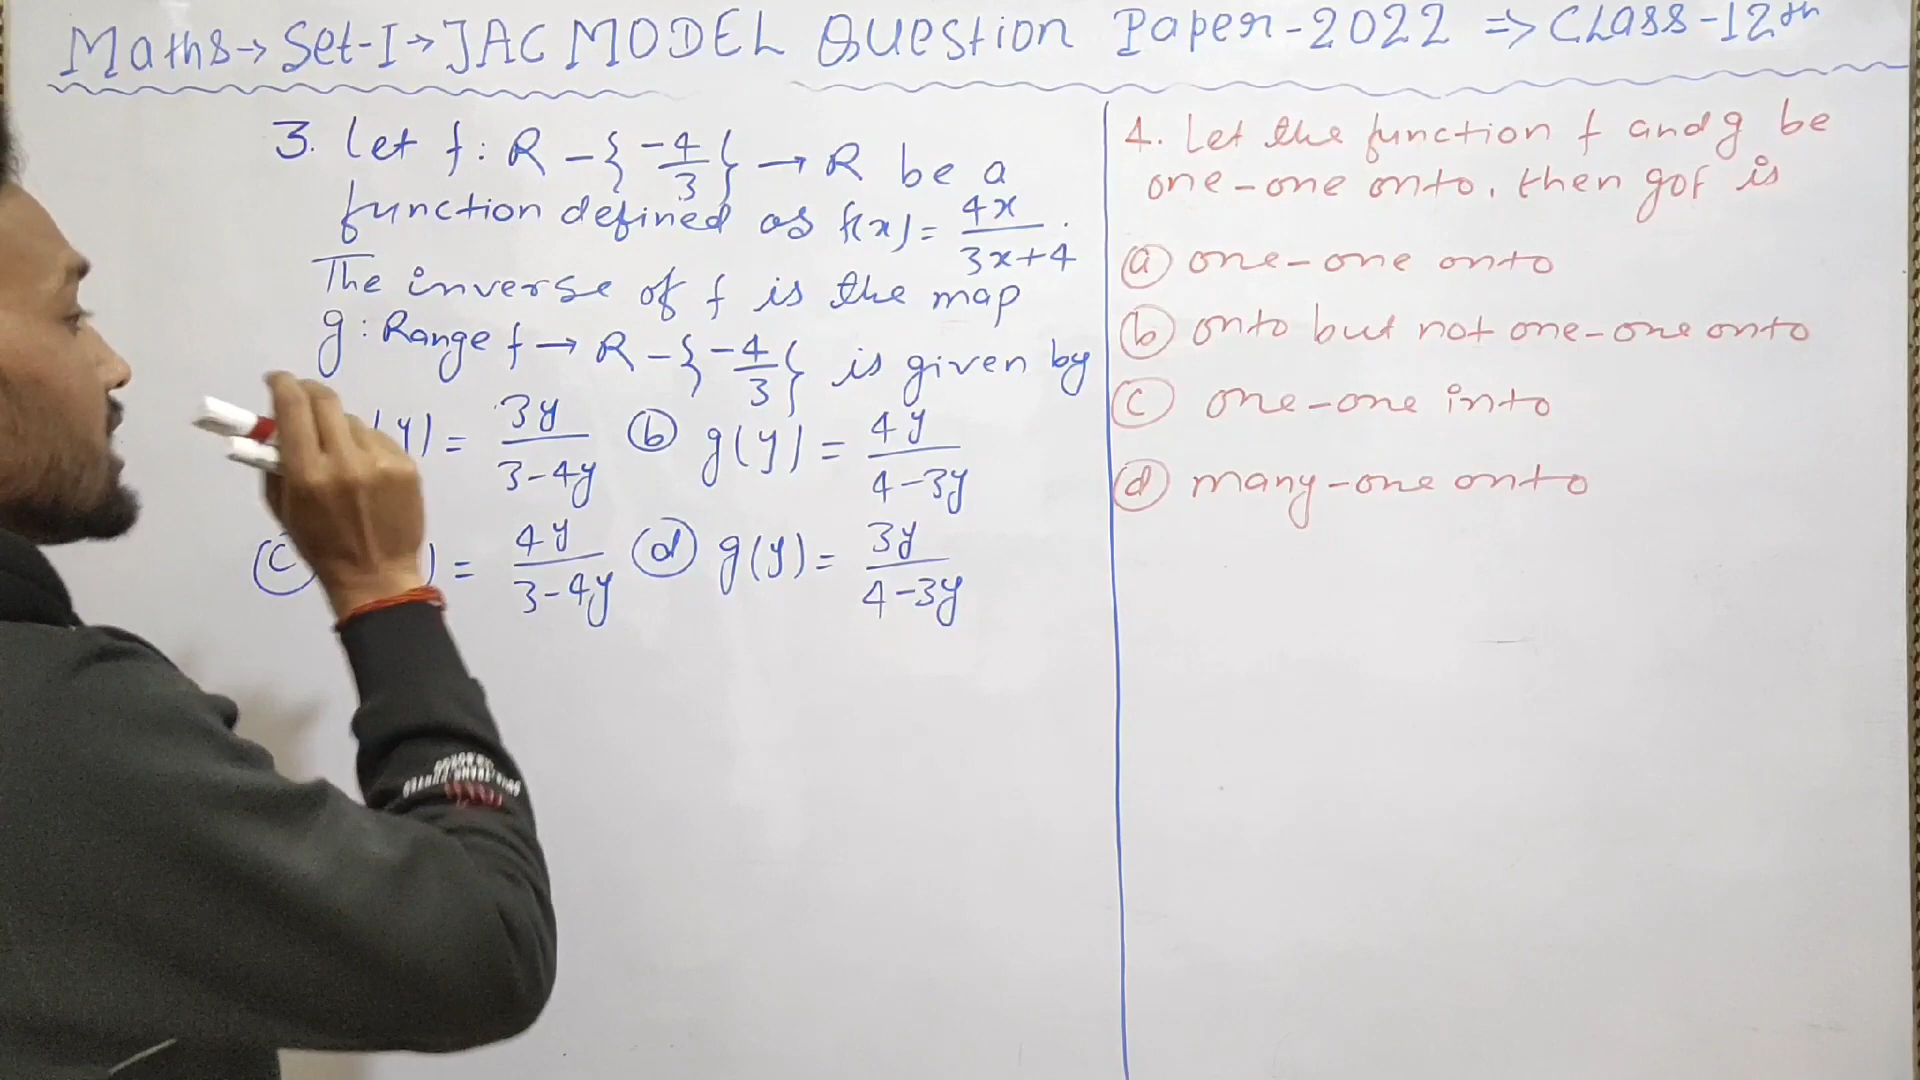 Maths → Set-I → JAC MODEL Question Paper-2022 ⇒ Class-12th
3. Let f: R - {-4/3} → R be a
function defined as f(x) = 4x/3x+4.
The inverse of f is the map
g: Range f → R - {-4/3} is given by
y) = 3y/3-4y (b) g(y) = 4y/4-3y
(c) ) = 4y/3-4y (d) g(y) = 3y/4-3y
4. Let the function f and g be
one-one onto, then gof is
(a) one-one onto
(b) onto but not one-one onto
(c) one-one into
(d) many-one onto